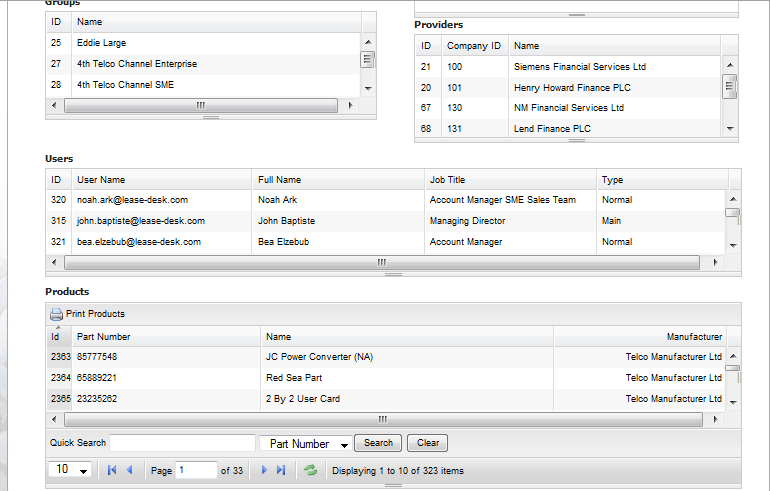 Groups
ID Name
25 Eddie Large
27 4th Telco Channel Enterprise
28 4th Telco Channel SME
Providers
ID Company ID Name
21 100 Siemens Financial Services Ltd
20 101 Henry Howard Finance PLC
67 130 NM Financial Services Ltd
68 131 Lend Finance PLC
Users
ID User Name Full Name Job Title Type
320 noah.ark@lease-desk.com Noah Ark Account Manager SME Sales Team Normal
315 john.baptiste@lease-desk.com John Baptiste Managing Director Main
321 bea.elzebub@lease-desk.com Bea Elzebub Account Manager Normal
Products
Print Products
Id Part Number Name Manufacturer
2363 85777548 JC Power Converter (NA) Telco Manufacturer Ltd
2364 65889221 Red Sea Part Telco Manufacturer Ltd
2365 23235262 2 By 2 User Card Telco Manufacturer Ltd
Quick Search Part Number Search Clear
10 Page 1 of 33 Displaying 1 to 10 of 323 items